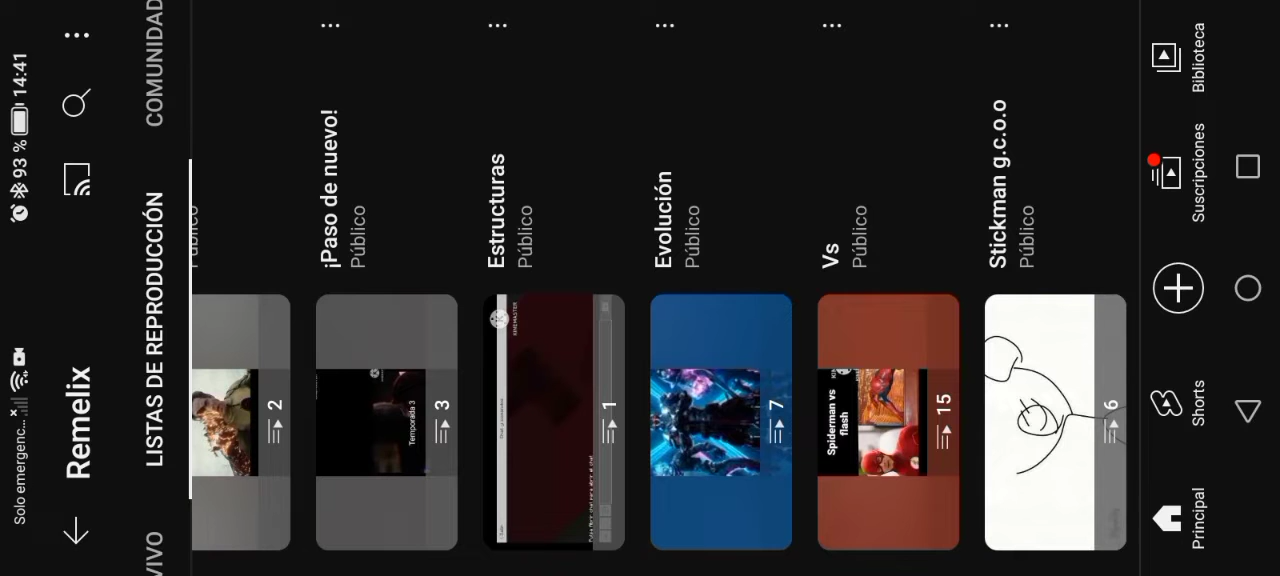 Solo emergenc...
93 %
14:41
Remelix
VIVO
LISTAS DE REPRODUCCIÓN
COMUNIDAD
Público
2
¡Paso de nuevo!
Público
Temporada 3
3
Estructuras
Público
KINEMASTER
1
Evolución
Público
7
Vs
Público
Spiderman vs
flash
15
Stickman g.c.o.o
Público
6
Principal
Shorts
Suscripciones
Biblioteca